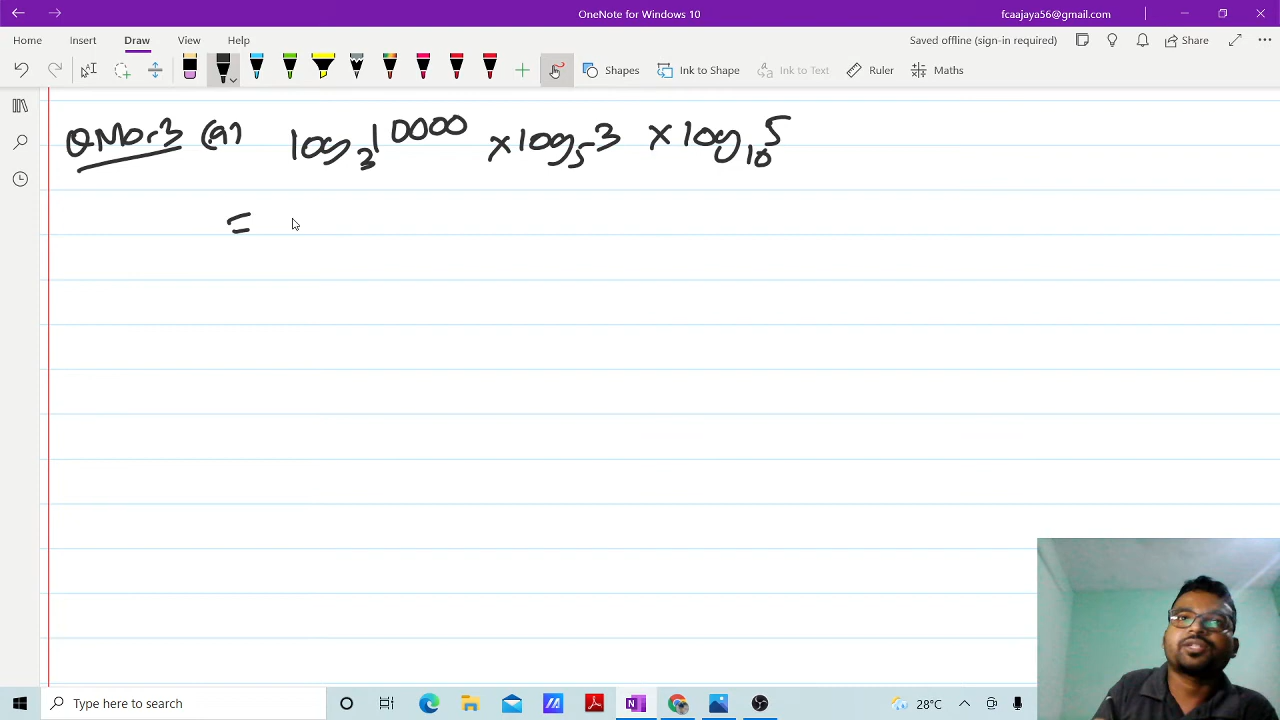 OneNote for Windows 10
fcaajaya56@gmail.com
Home Insert Draw View Help
Saved offline (sign-in required)
Share
Shapes Ink to Shape Ink to Text Ruler Maths
QNO:-3 (a) log₃10000 × log₅3 × log₁₀5
=
Type here to search
28°C